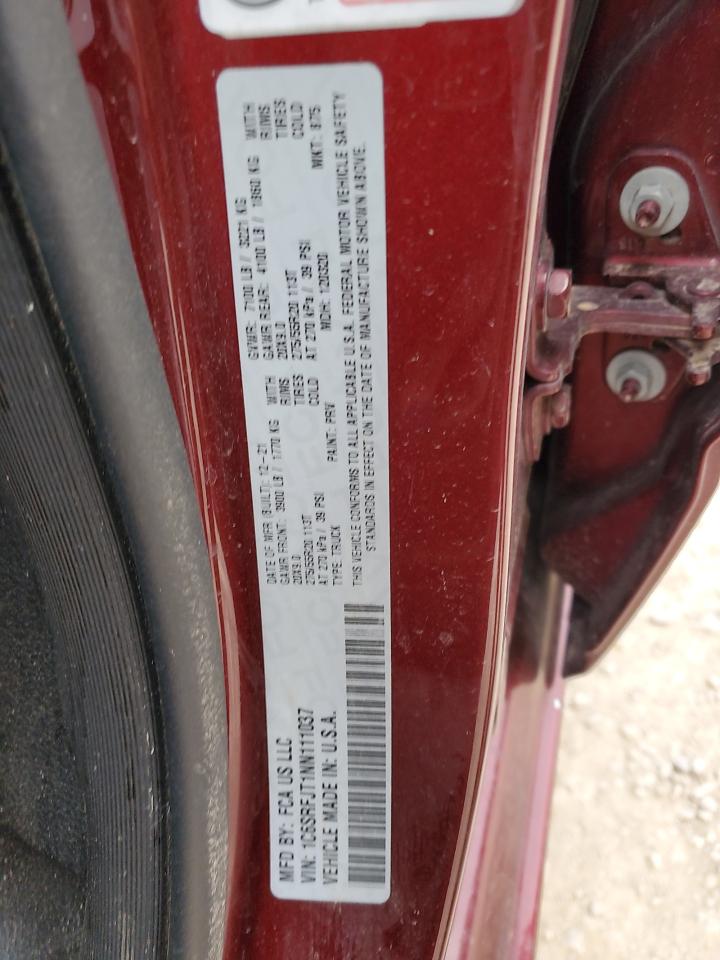 MFD BY: FCA US LLC
DATE OF MFR (BUILT): 12-21
GVWR: 7100 LB / 3221 KG
WITH
GAWR FRONT: 3900 LB / 1770 KG
RIMS
GAWR REAR: 4100 LB / 1860 KG
20X9.0
TIRES
20X9.0
RIMS
275/55R20 113T
COLD
275/55R20 113T
TIRES
AT 270 kPa / 39 PSI
AT 270 kPa / 39 PSI
COLD
VIN: 1C6SRFJT1NN111037
TYPE: TRUCK
PAINT: PRV
MDH: 120320
MKT: 875
VEHICLE MADE IN: U.S.A.
THIS VEHICLE CONFORMS TO ALL APPLICABLE U.S.A. FEDERAL MOTOR VEHICLE SAFETY
STANDARDS IN EFFECT ON THE DATE OF MANUFACTURE SHOWN ABOVE.